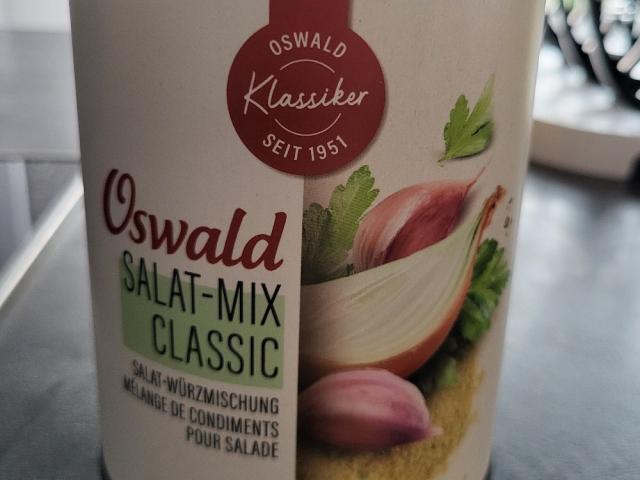 OSWALD
Klassiker
SEIT 1951
Oswald
SALAT-MIX
CLASSIC
SALAT-WÜRZMISCHUNG
MÉLANGE DE CONDIMENTS
POUR SALADE